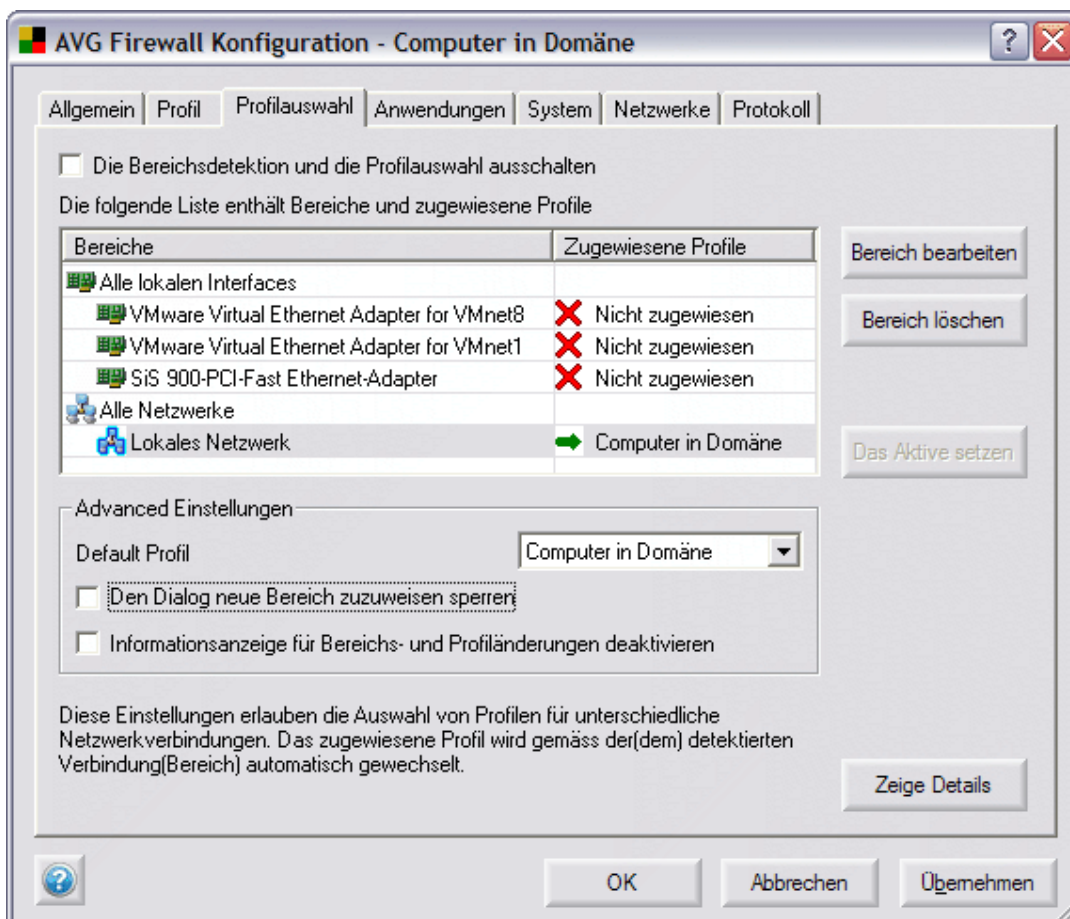 AVG Firewall Konfiguration - Computer in Domäne
Allgemein Profil Profilauswahl Anwendungen System Netzwerke Protokoll
Die Bereichsdetektion und die Profilauswahl ausschalten
Die folgende Liste enthält Bereiche und zugewiesene Profile
Bereiche Zugewiesene Profile
Alle lokalen Interfaces
VMware Virtual Ethernet Adapter for VMnet8 Nicht zugewiesen
VMware Virtual Ethernet Adapter for VMnet1 Nicht zugewiesen
SiS 900-PCI-Fast Ethernet-Adapter Nicht zugewiesen
Alle Netzwerke
Lokales Netzwerk Computer in Domäne
Bereich bearbeiten
Bereich löschen
Das Aktive setzen
Advanced Einstellungen
Default Profil Computer in Domäne
Den Dialog neue Bereich zuzuweisen sperren
Informationsanzeige für Bereichs- und Profiländerungen deaktivieren
Diese Einstellungen erlauben die Auswahl von Profilen für unterschiedliche
Netzwerkverbindungen. Das zugewiesene Profil wird gemäss der(dem) detektierten
Verbindung(Bereich) automatisch gewechselt.
Zeige Details
OK Abbrechen Übernehmen